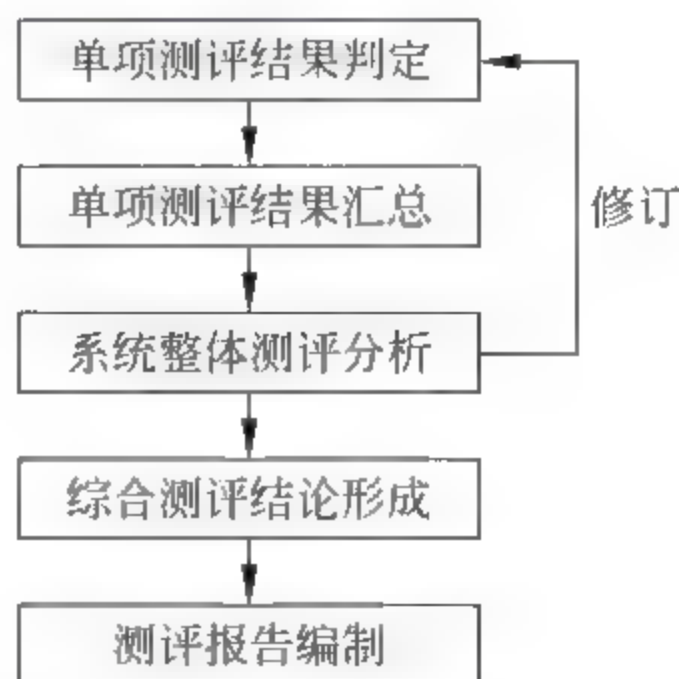 单项测评结果判定
单项测评结果汇总
修订
系统整体测评分析
综合测评结论形成
测评报告编制